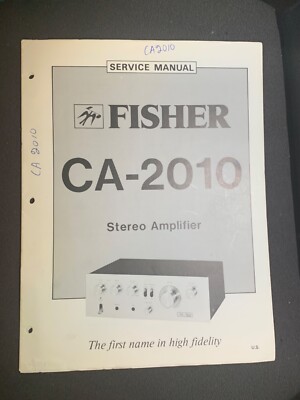 CA2010
SERVICE MANUAL
FISHER
CA-2010
Stereo Amplifier
The first name in high fidelity
CA 2010